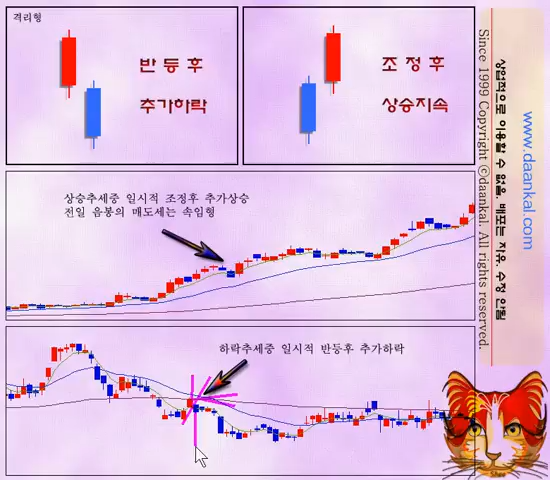 격리형
반등후
추가하락
조정후
상승지속
상승추세중 일시적 조정후 추가상승
전일 음봉의 매도세는 속임형
하락추세중 일시적 반등후 추가하락
Since 1999 Copyright ⓒdaankal. All rights reserved.
상업적으로 이용할 수 없음. 배포는 자유. 수정 안됨
www.daankal.com